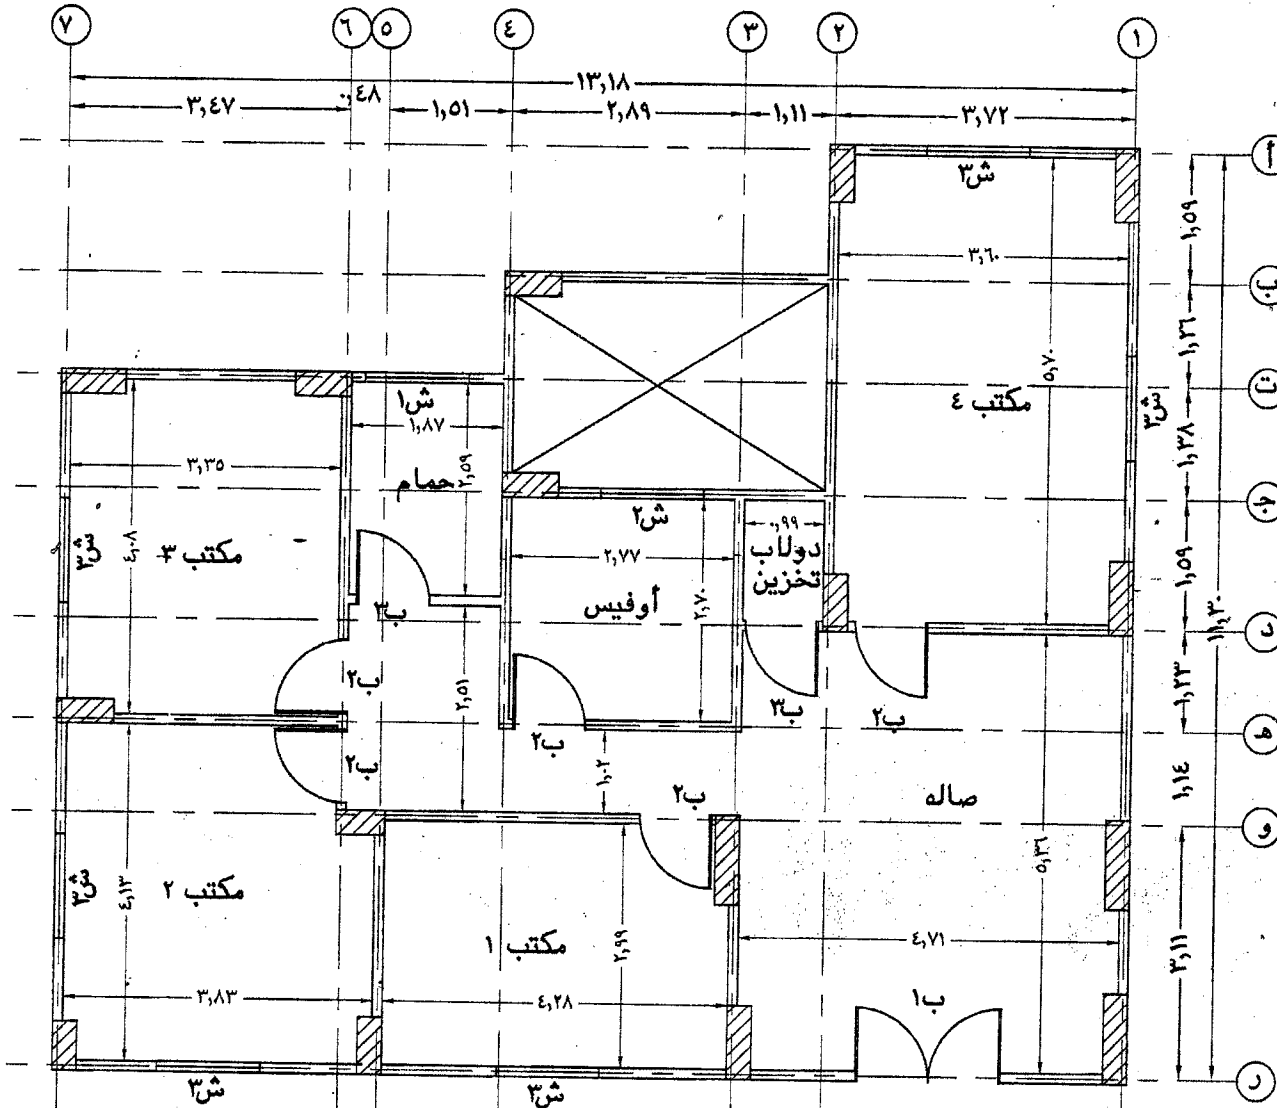 ٧ ٦ ٥ ٤ ٣ ٢ ١
١٣,١٨
٣,٤٧ ,٤٨ ١,٥١ ٢,٨٩ ١,١١ ٣,٧٢
أ
ش٣
١,٥٩
٣,٦٠
ب
١,٢٦
ت
ش١
١,٨٧
مكتب ٤
٥,٧٠
ش٣
١,٣٨
٣,٣٥
حمام
٢,٥٩
ش٢
,٩٩
دولاب
تخزين
مكتب ٣
٤,٠٨
ش٣
٢,٧٧
أوفيس
٢,٧٠
١,٥٩
ب٣
١١,٣٠
ب٢
٢,٥١
ب٣
ب٢
١,٢٣
ه
ب٢
ب٢
١,٠٢
ب٢
صاله
١,١٤
و
مكتب ٢
٤,١٣
ش٣
مكتب ١
٢,٩٩
٥,٣٦
٤,٧١
٣,١١
٣,٨٣
٤,٢٨
ب١
ر
ش٣
ش٣